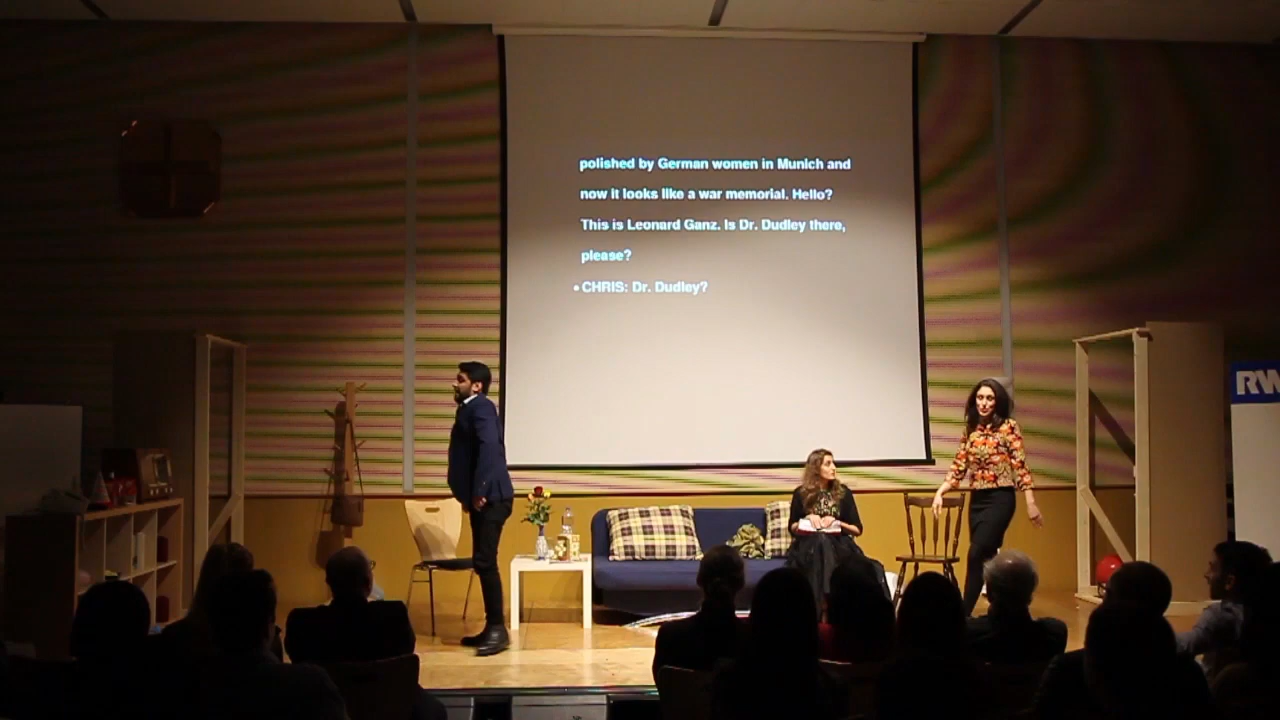 polished by German women in Munich and
now it looks like a war memorial. Hello?
This is Leonard Ganz. Is Dr. Dudley there,
please?
• CHRIS: Dr. Dudley?
RW